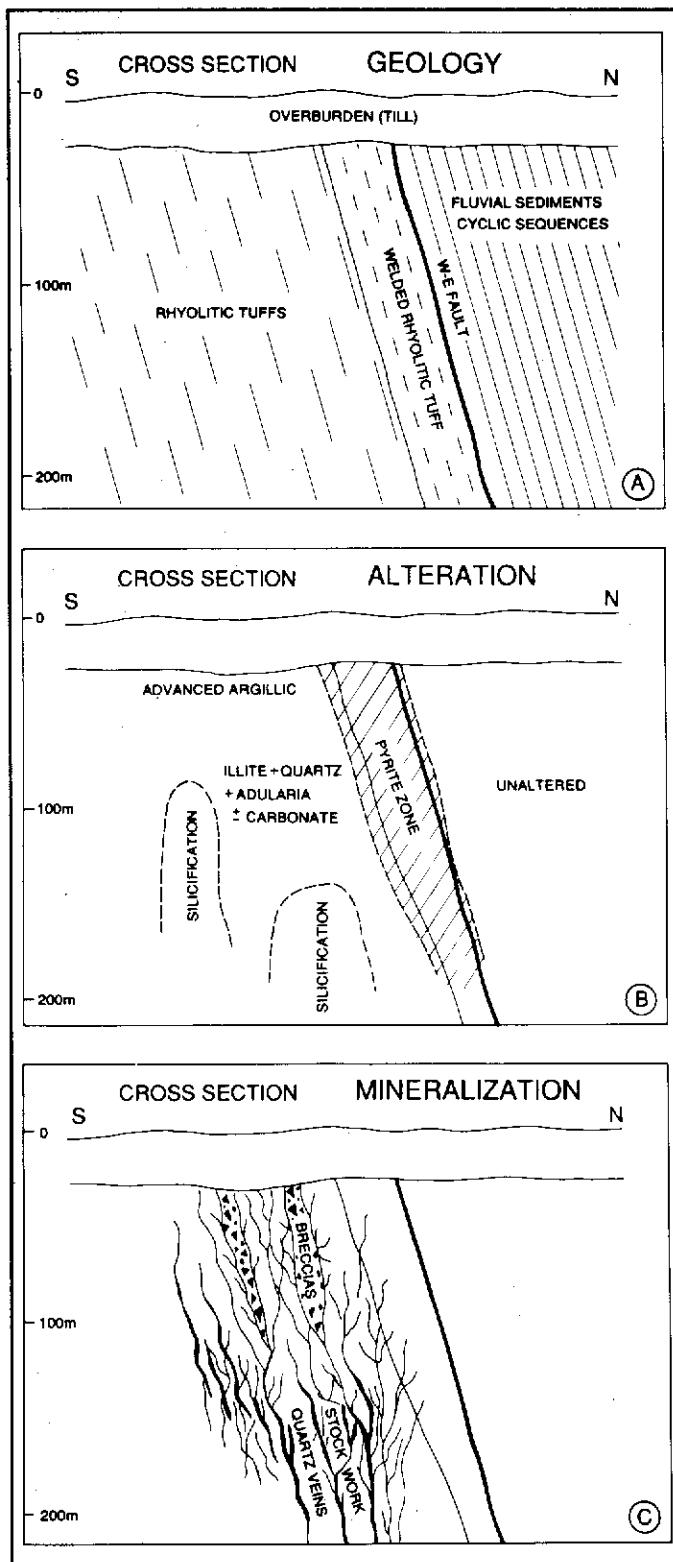 CROSS SECTION GEOLOGY
S N
0
OVERBURDEN (TILL)
FLUVIAL SEDIMENTS
CYCLIC SEQUENCES
100m
RHYOLITIC TUFFS
WELDED RHYOLITIC TUFF
W-E FAULT
200m
A
CROSS SECTION ALTERATION
S N
0
ADVANCED ARGILLIC
ILLITE + QUARTZ
+ ADULARIA
± CARBONATE
PYRITE ZONE
UNALTERED
100m
SILICIFICATION
SILICIFICATION
200m
B
CROSS SECTION MINERALIZATION
S N
0
BRECCIAS
100m
QUARTZ VEINS
STOCK WORK
200m
C